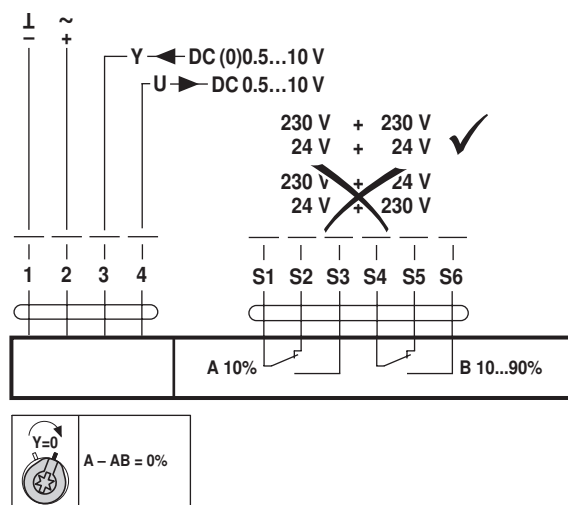 ⊥ ~
– +
Y DC (0)0.5...10 V
U DC 0.5...10 V
230 V + 230 V
24 V + 24 V
230 V + 24 V
24 V + 230 V
1 2 3 4 S1 S2 S3 S4 S5 S6
A 10% B 10...90%
Y=0
A – AB = 0%